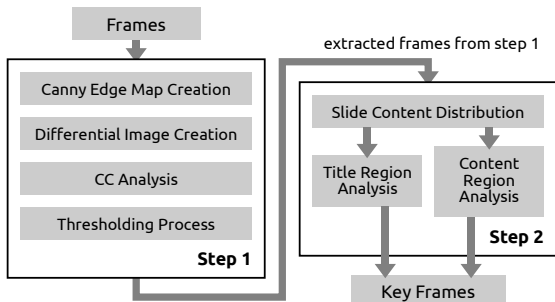 Frames
Canny Edge Map Creation
Differential Image Creation
CC Analysis
Thresholding Process
Step 1
extracted frames from step 1
Slide Content Distribution
Title Region
Analysis
Content
Region
Analysis
Step 2
Key Frames